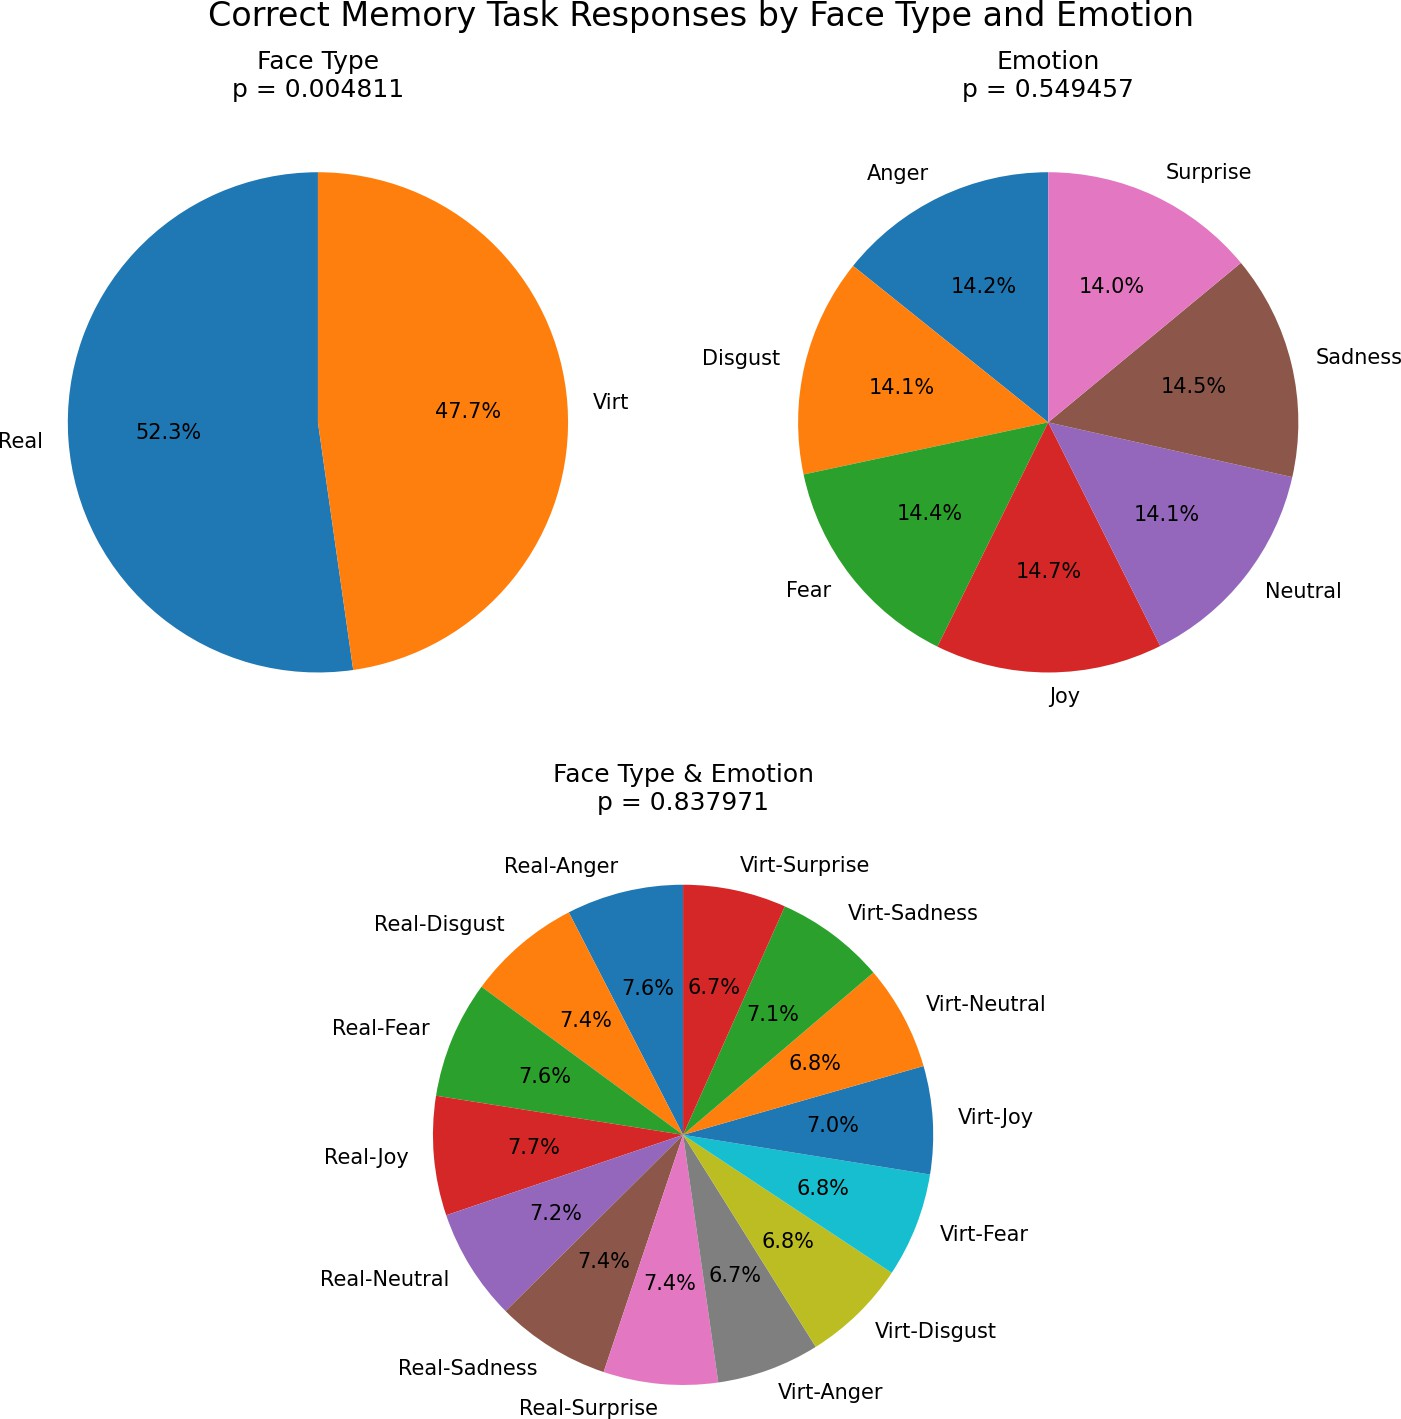 Correct Memory Task Responses by Face Type and Emotion
Face Type
p = 0.004811
Real
52.3%
47.7%
Virt
Emotion
p = 0.549457
Anger
Surprise
14.2%
14.0%
Disgust
14.1%
14.5%
Sadness
14.4%
14.1%
Fear
14.7%
Neutral
Joy
Face Type & Emotion
p = 0.837971
Real-Anger
Virt-Surprise
Real-Disgust
Virt-Sadness
7.6%
6.7%
7.4%
7.1%
Virt-Neutral
Real-Fear
7.6%
6.8%
Real-Joy
7.7%
7.0%
Virt-Joy
7.2%
6.8%
Real-Neutral
7.4%
7.4%
6.7%
6.8%
Virt-Fear
Real-Sadness
Virt-Disgust
Real-Surprise
Virt-Anger